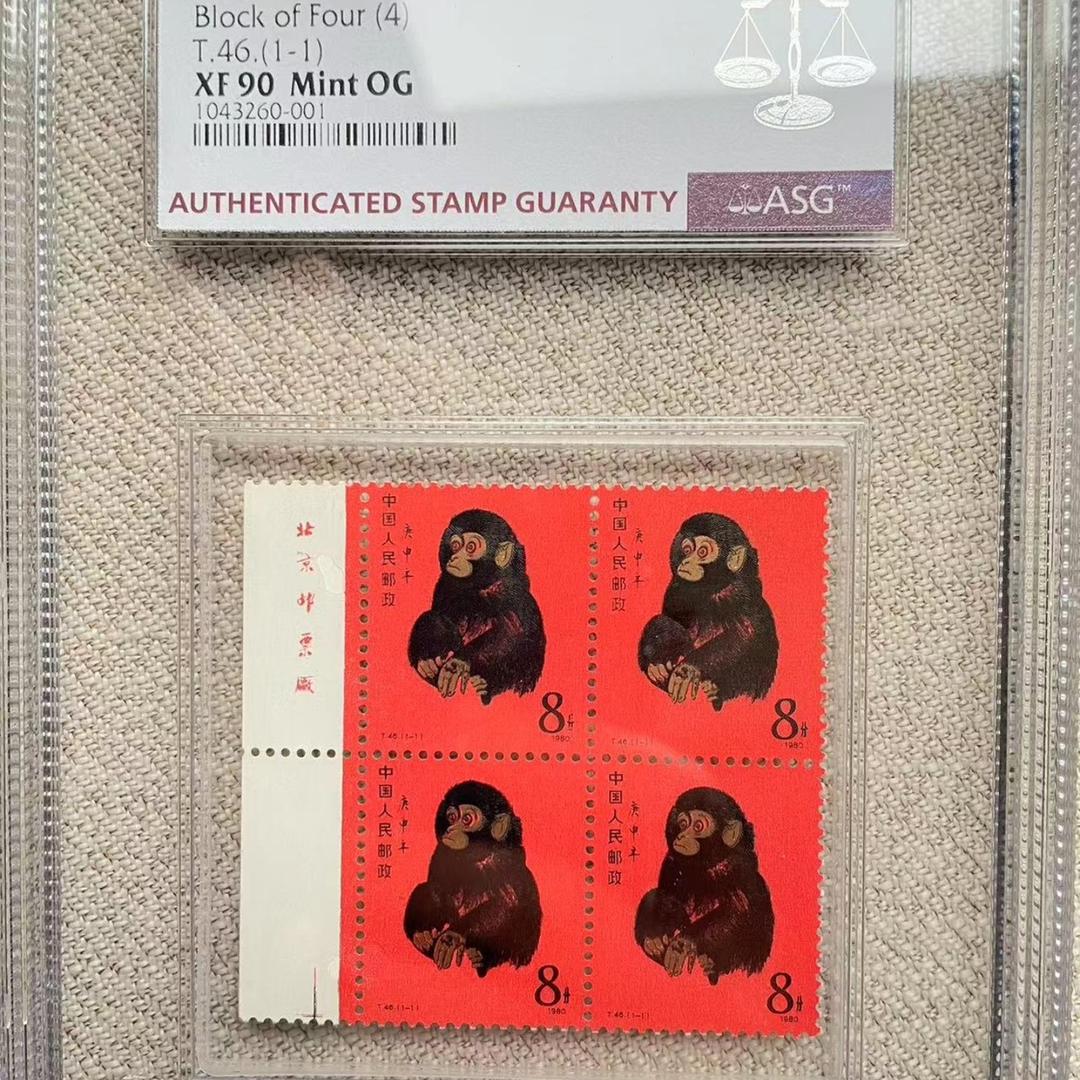 Block of Four (4)
T.46.(1-1)
XF 90 Mint OG
1043260-001
AUTHENTICATED STAMP GUARANTY
ASG™
北京邮票厂
中国人民邮政
庚申年
8分
T.46.(1-1)
1980
中国人民邮政
庚申年
8分
T.46.(1-1)
1980
中国人民邮政
庚申年
8分
T.46.(1-1)
1980
中国人民邮政
庚申年
8分
T.46.(1-1)
1980